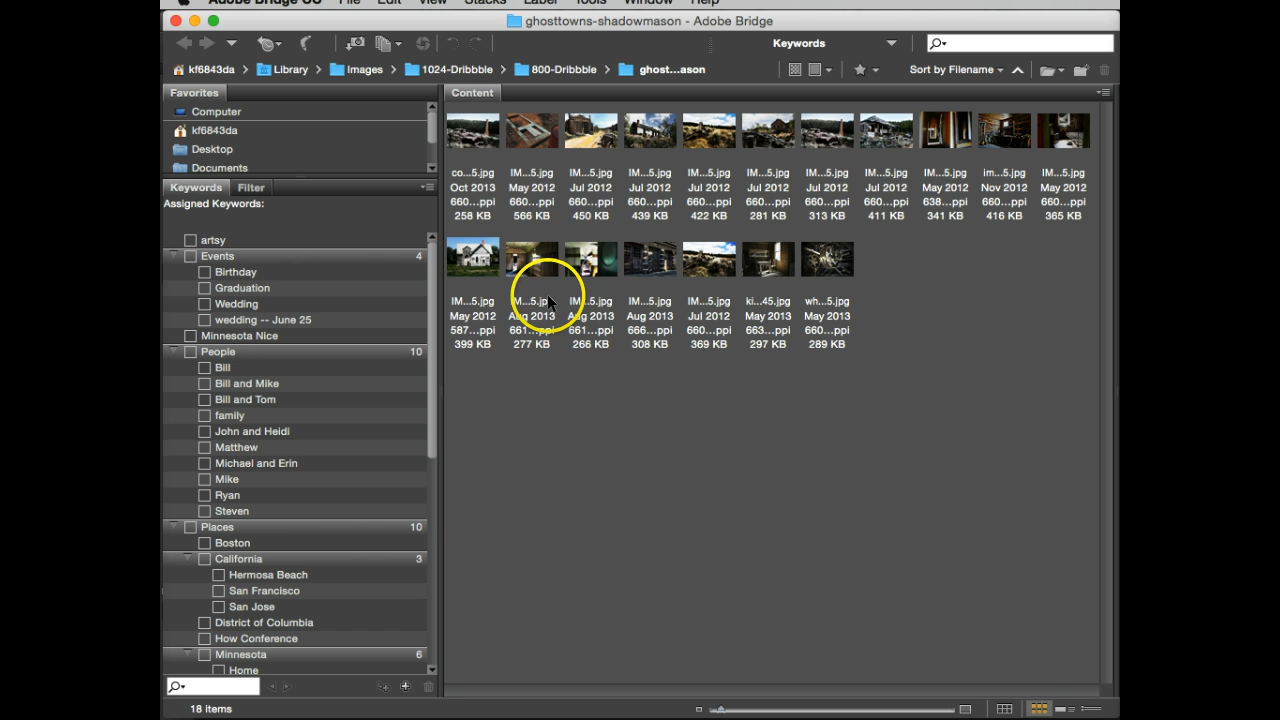 Adobe Bridge CC File Edit View Stacks Label Tools Window Help
ghosttowns-shadowmason - Adobe Bridge
Keywords
kf6843da > Library > Images > 1024-Dribbble > 800-Dribbble > ghost...ason Sort by Filename
Favorites
Computer
kf6843da
Desktop
Documents
Keywords Filter
Assigned Keywords:
artsy
Events 4
Birthday
Graduation
Wedding
wedding -- June 25
Minnesota Nice
People 10
Bill
Bill and Mike
Bill and Tom
family
John and Heidi
Matthew
Michael and Erin
Mike
Ryan
Steven
Places 10
Boston
California 3
Hermosa Beach
San Francisco
San Jose
District of Columbia
How Conference
Minnesota 6
Home
Content
co...5.jpg IM...5.jpg IM...5.jpg IM...5.jpg IM...5.jpg IM...5.jpg IM...5.jpg IM...5.jpg IM...5.jpg im...5.jpg IM...5.jpg
Oct 2013 May 2012 Jul 2012 Jul 2012 Jul 2012 Jul 2012 Jul 2012 Jul 2012 May 2012 Nov 2012 May 2012
660...ppi 660...ppi 660...ppi 660...ppi 660...ppi 660...ppi 660...ppi 660...ppi 638...ppi 660...ppi 660...ppi
258 KB 566 KB 450 KB 439 KB 422 KB 281 KB 313 KB 411 KB 341 KB 416 KB 365 KB
IM...5.jpg IM...5.jpg IM...5.jpg IM...5.jpg IM...5.jpg ki...45.jpg wh...5.jpg
May 2012 Aug 2013 Aug 2013 Aug 2013 Jul 2012 May 2013 May 2013
587...ppi 661...ppi 661...ppi 666...ppi 660...ppi 663...ppi 660...ppi
399 KB 277 KB 266 KB 308 KB 369 KB 297 KB 289 KB
18 items